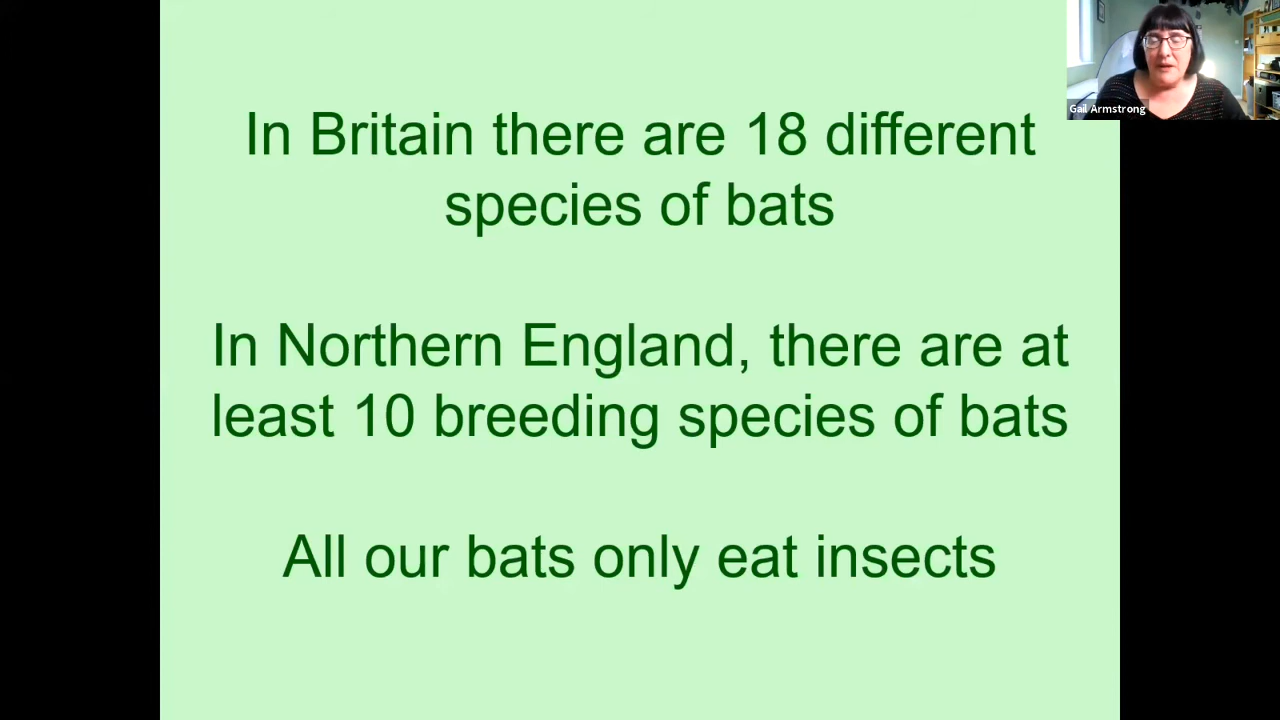 In Britain there are 18 different
species of bats
In Northern England, there are at
least 10 breeding species of bats
All our bats only eat insects
Gail Armstrong